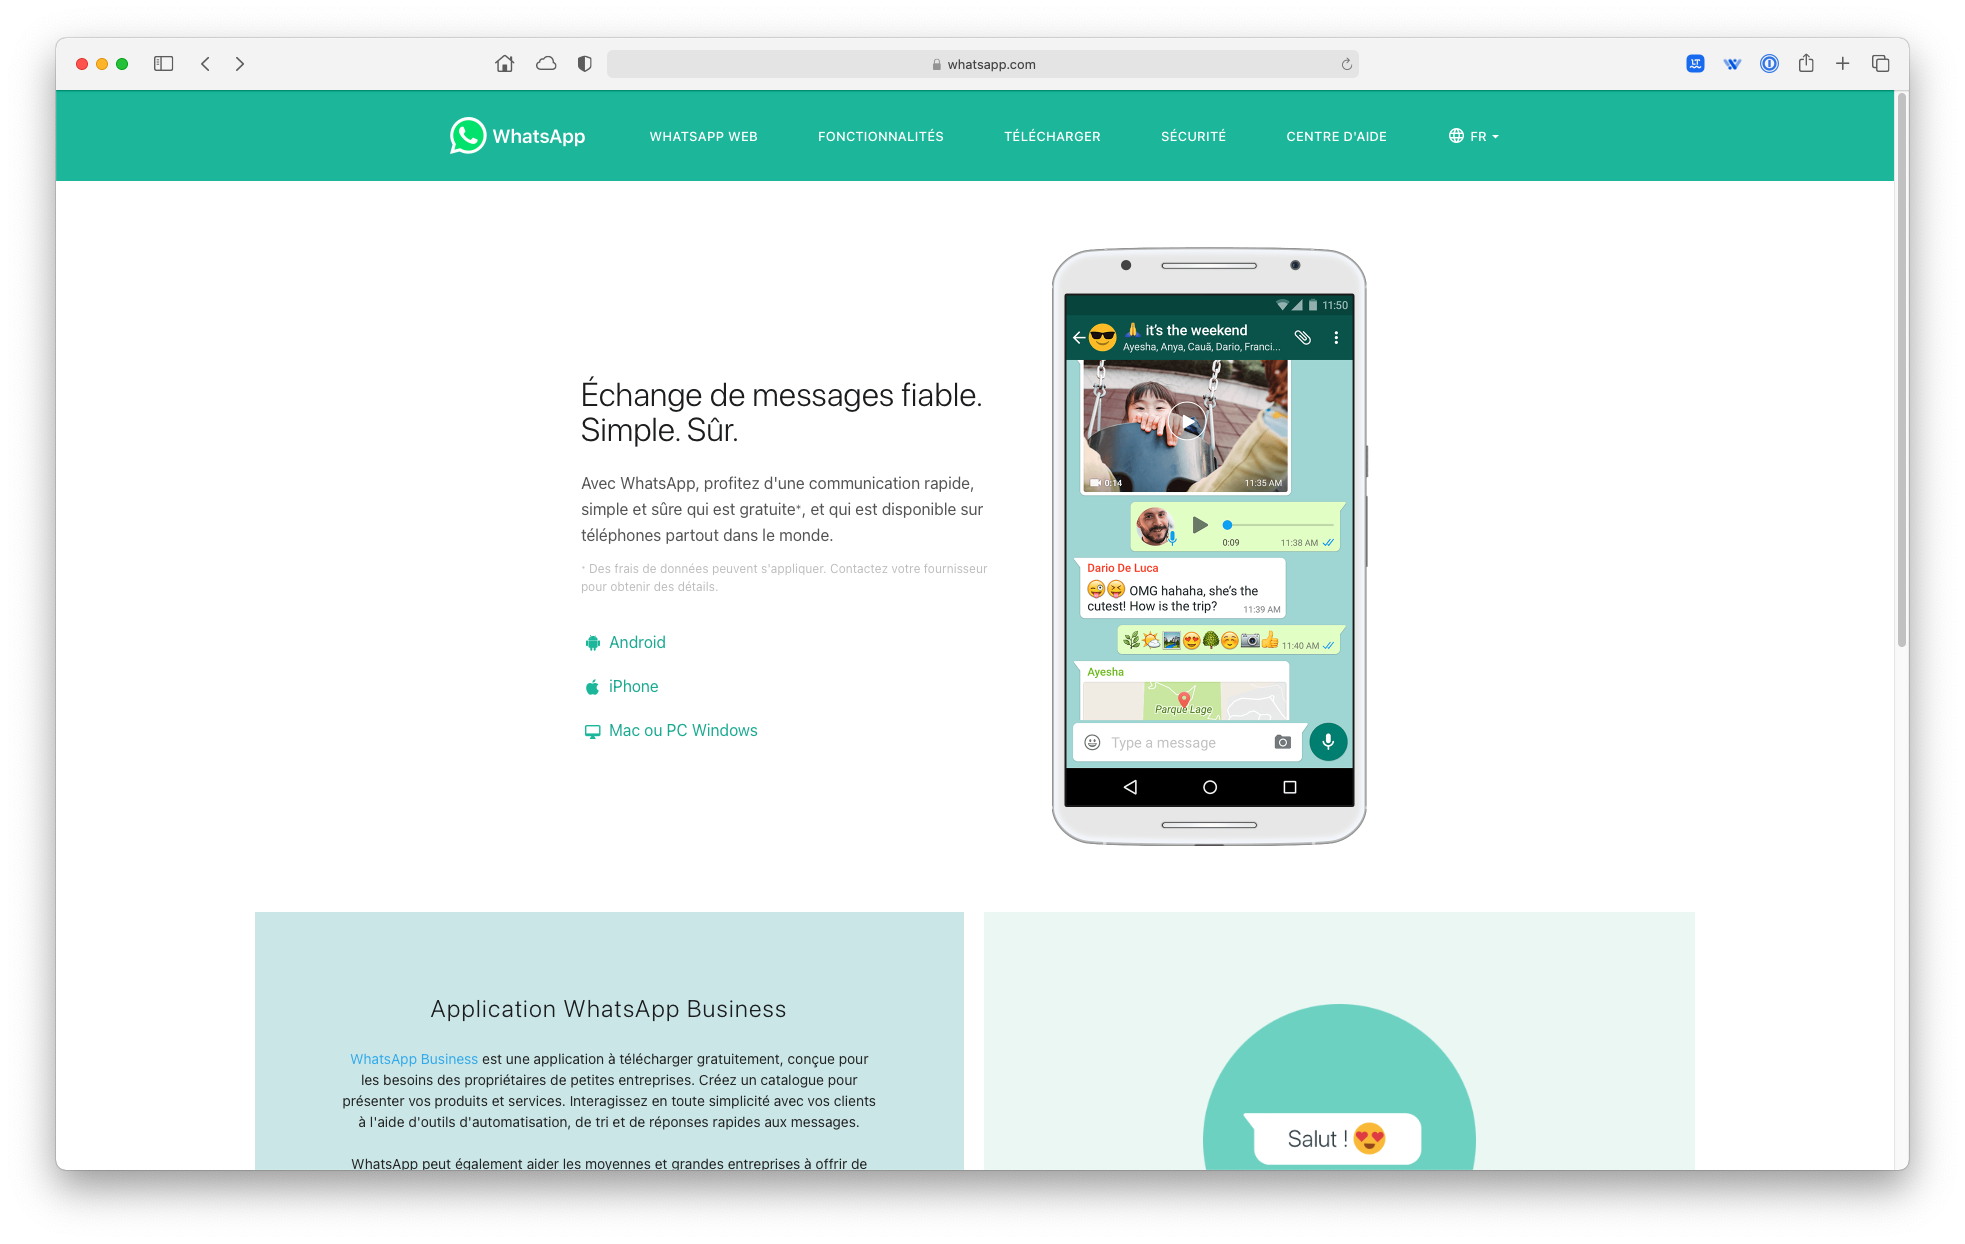 whatsapp.com
WhatsApp
WHATSAPP WEB
FONCTIONNALITÉS
TÉLÉCHARGER
SÉCURITÉ
CENTRE D'AIDE
FR
Échange de messages fiable.
Simple. Sûr.
Avec WhatsApp, profitez d'une communication rapide,
simple et sûre qui est gratuite*, et qui est disponible sur
téléphones partout dans le monde.
* Des frais de données peuvent s'appliquer. Contactez votre fournisseur
pour obtenir des détails.
Android
iPhone
Mac ou PC Windows
11:50
🙏 it's the weekend
Ayesha, Anya, Cauã, Dario, Franci...
0:14
11:35 AM
0:09
11:38 AM
Dario De Luca
😜😝 OMG hahaha, she's the
cutest! How is the trip?
11:39 AM
🌿🌤🏞😍🌳☺️📷👍 11:40 AM
Ayesha
Parque Lage
Type a message
Application WhatsApp Business
WhatsApp Business est une application à télécharger gratuitement, conçue pour
les besoins des propriétaires de petites entreprises. Créez un catalogue pour
présenter vos produits et services. Interagissez en toute simplicité avec vos clients
à l'aide d'outils d'automatisation, de tri et de réponses rapides aux messages.
WhatsApp peut également aider les moyennes et grandes entreprises à offrir de
Salut ! 😍